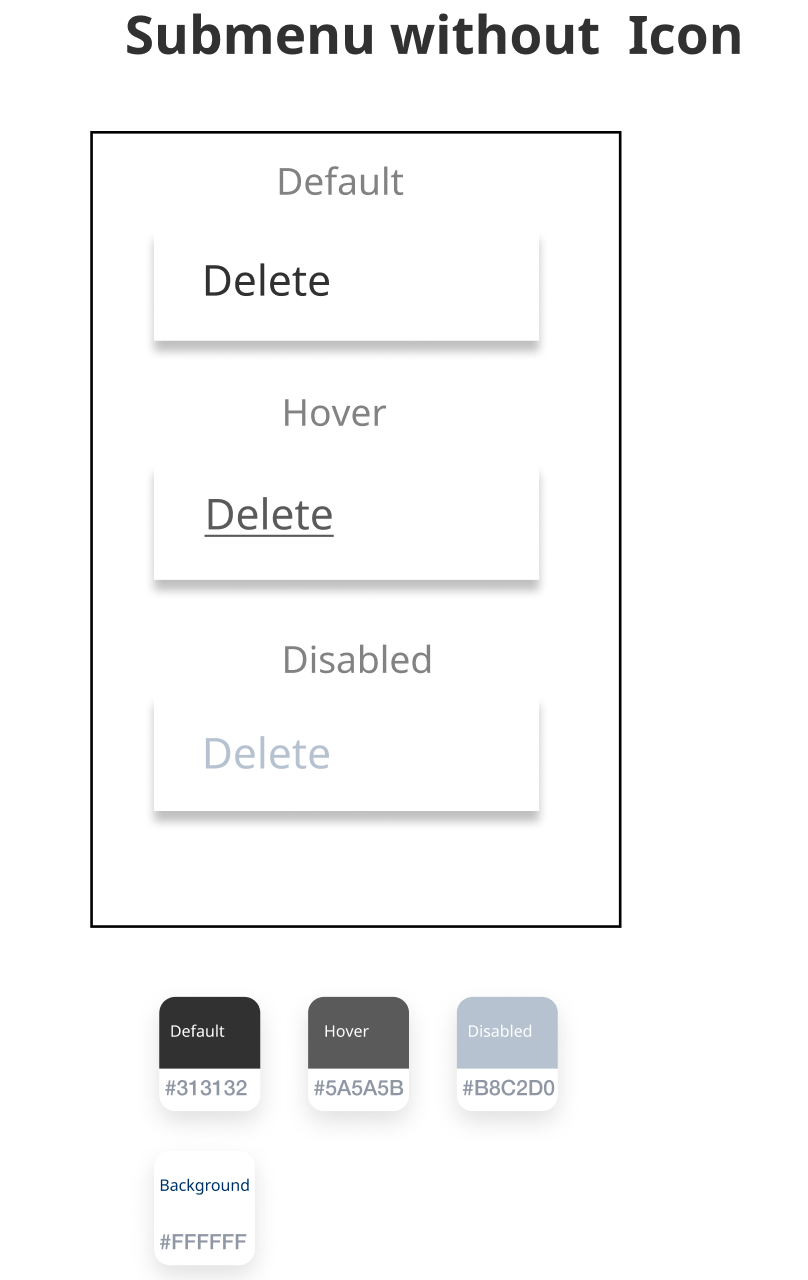 Submenu without  Icon
Default
Delete
Hover
Delete
Disabled
Delete
Default
#313132
Hover
#5A5A5B
Disabled
#B8C2D0
Background
#FFFFFF